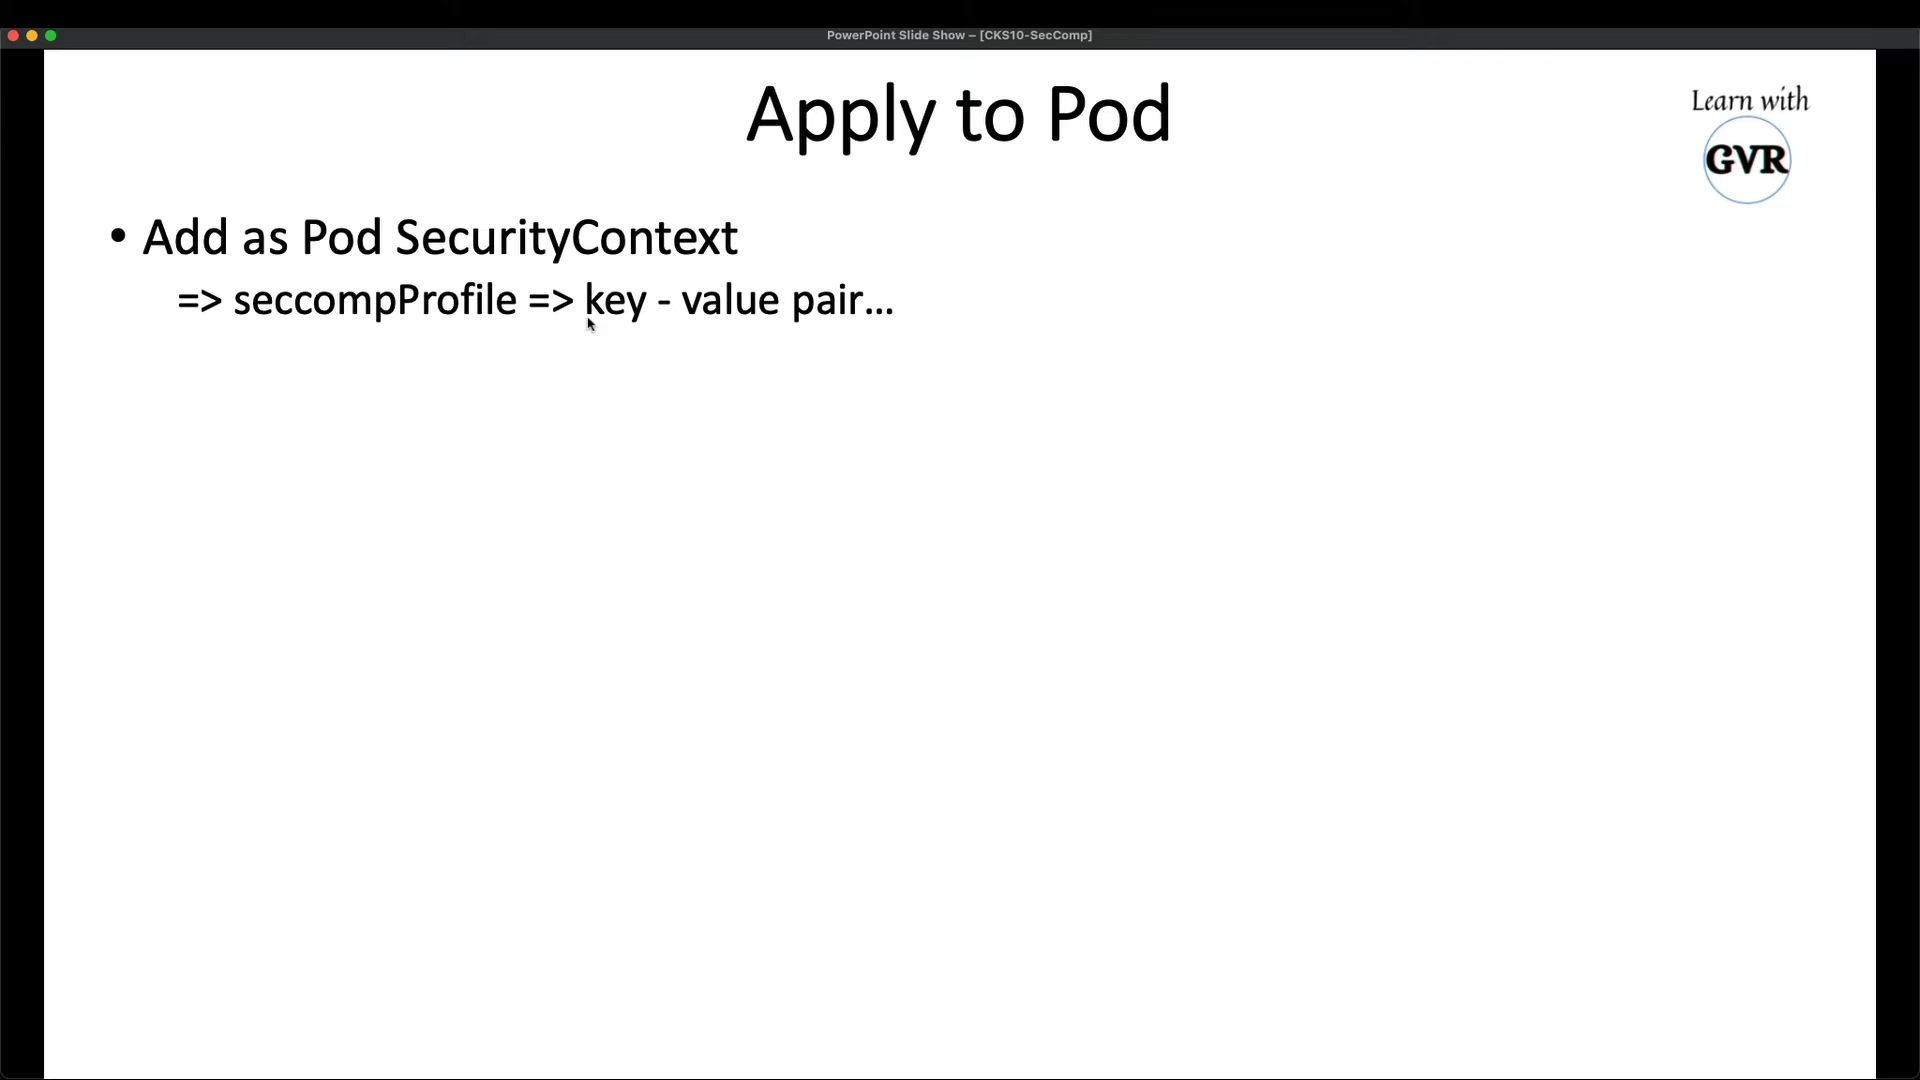 PowerPoint Slide Show – [CKS10-SecComp]
Apply to Pod
Learn with
GVR
• Add as Pod SecurityContext
=> seccompProfile => key - value pair...